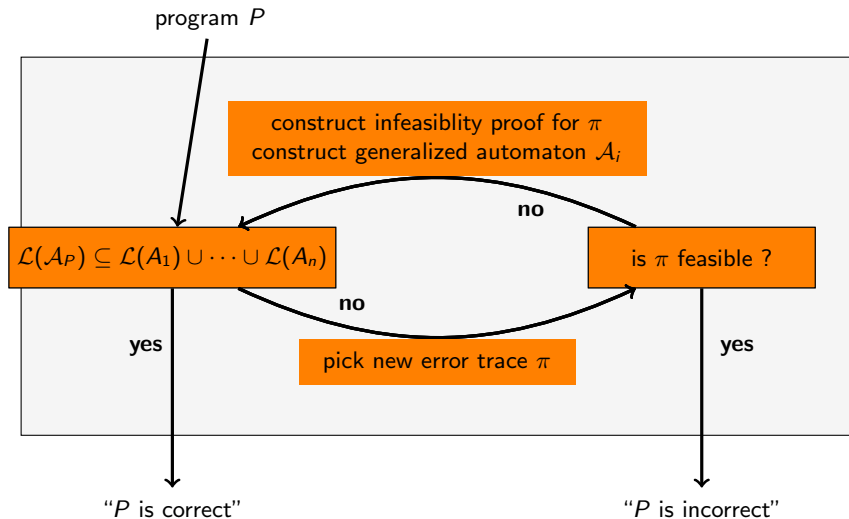 program P
construct infeasiblity proof for π
construct generalized automaton 𝒜ᵢ
no
ℒ(𝒜_P) ⊆ ℒ(A₁) ∪ ⋯ ∪ ℒ(Aₙ)
is π feasible ?
no
yes
yes
pick new error trace π
“P is correct”
“P is incorrect”